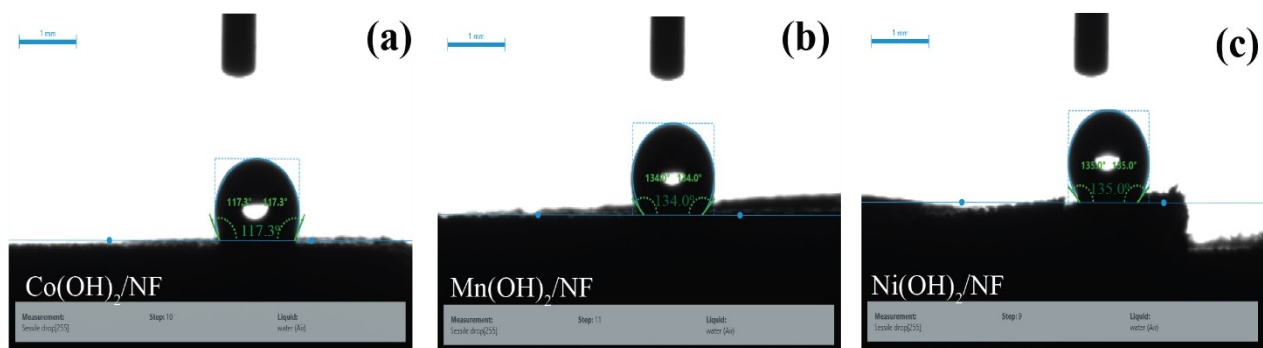 1 mm
(a)
117.3° 117.3°
117.3°
Co(OH)2/NF
Measurement: Step: 10 Liquid:
Sessile drop[255] water (Air)
1 mm
(b)
134.0° 134.0°
134.0°
Mn(OH)2/NF
Measurement: Step: 11 Liquid:
Sessile drop[255] water (Air)
1 mm
(c)
135.0° 135.0°
135.0°
Ni(OH)2/NF
Measurement: Step: 9 Liquid:
Sessile drop[255] water (Air)